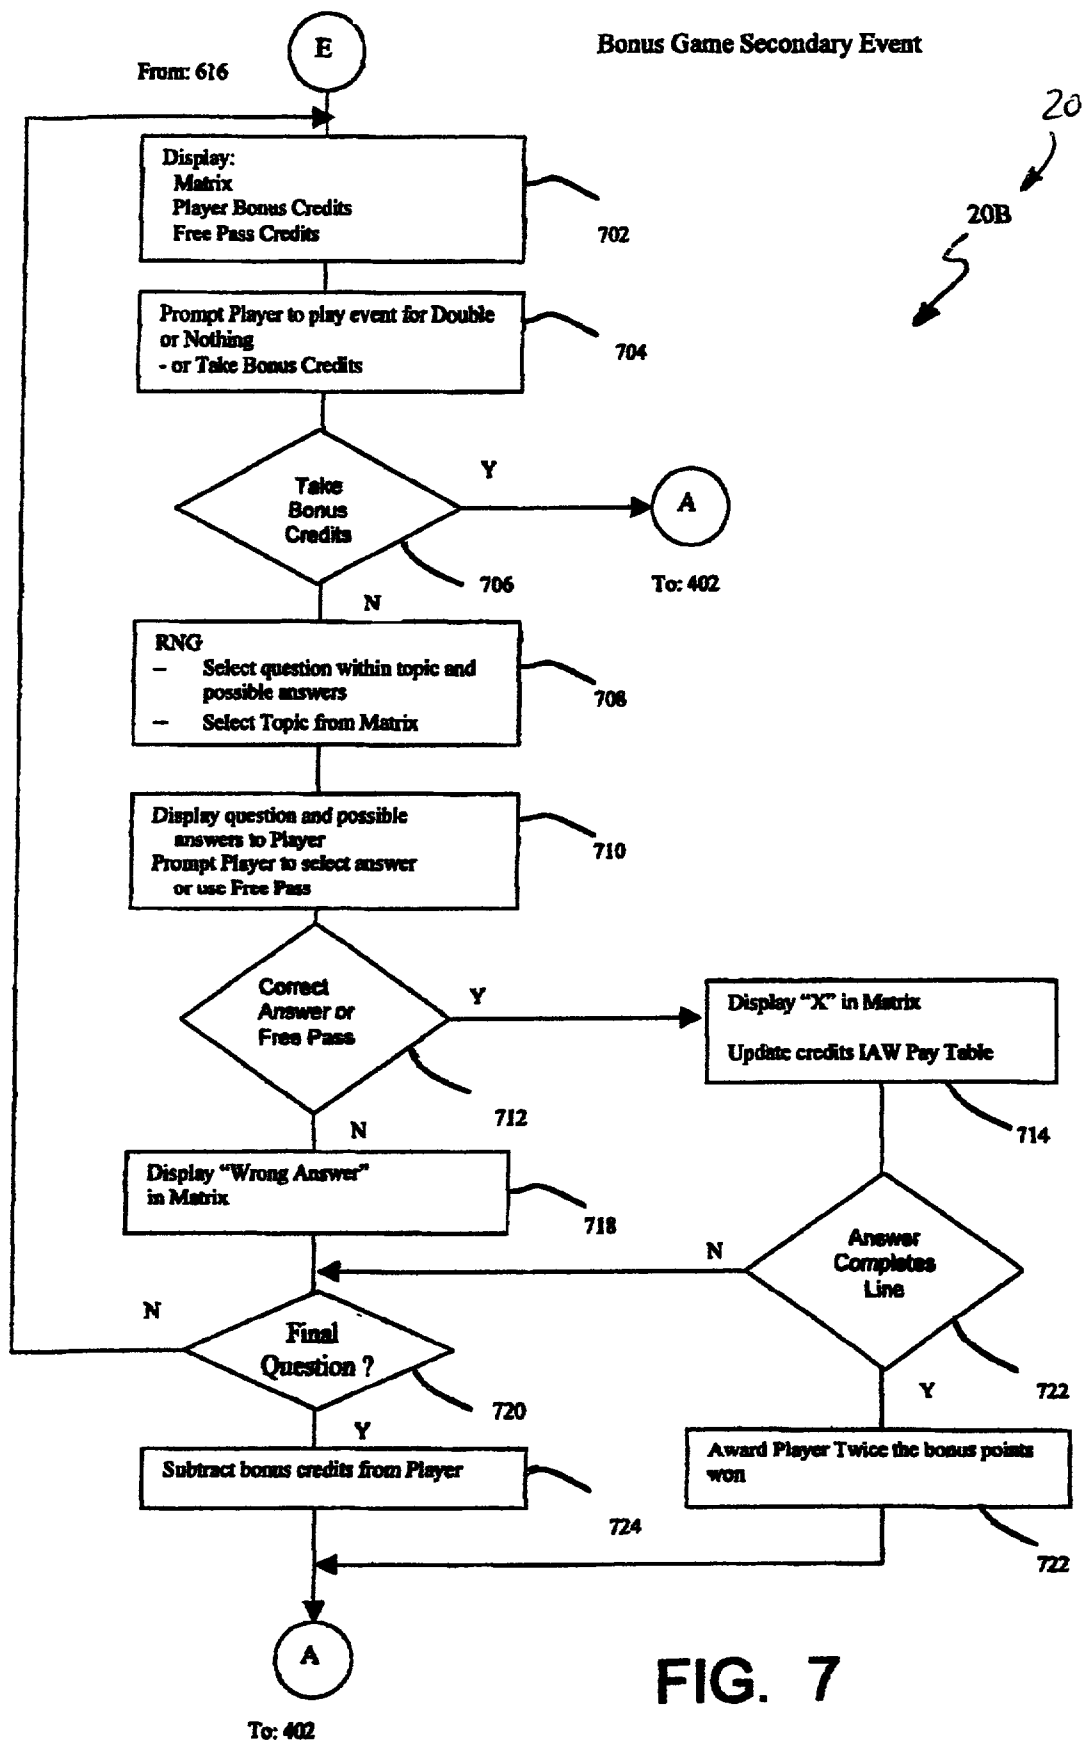 E
Bonus Game Secondary Event
From: 616
20
20B
Display:
Matrix
Player Bonus Credits
Free Pass Credits
702
Prompt Player to play event for Double
or Nothing
- or Take Bonus Credits
704
Take
Bonus
Credits
Y
A
706
To: 402
N
RNG
– Select question within topic and
possible answers
– Select Topic from Matrix
708
Display question and possible
answers to Player
Prompt Player to select answer
or use Free Pass
710
Correct
Answer or
Free Pass
Y
712
N
Display “X” in Matrix
Update credits IAW Pay Table
714
Display “Wrong Answer”
in Matrix
718
Answer
Completes
Line
N
722
Y
N
Final
Question ?
720
Y
Subtract bonus credits from Player
724
Award Player Twice the bonus points
won
722
A
To: 402
FIG. 7